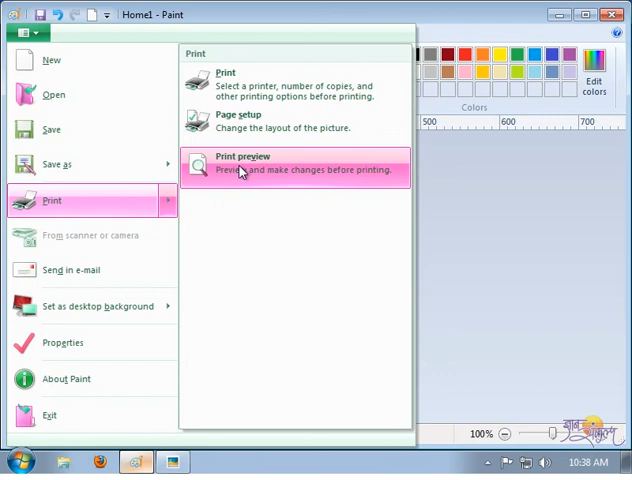 Home1 - Paint
New
Open
Save
Save as
Print
From scanner or camera
Send in e-mail
Set as desktop background
Properties
About Paint
Exit
Print
Print
Select a printer, number of copies, and
other printing options before printing.
Page setup
Change the layout of the picture.
Print preview
Preview and make changes before printing.
Edit
colors
Colors
500
600
700
100%
10:38 AM